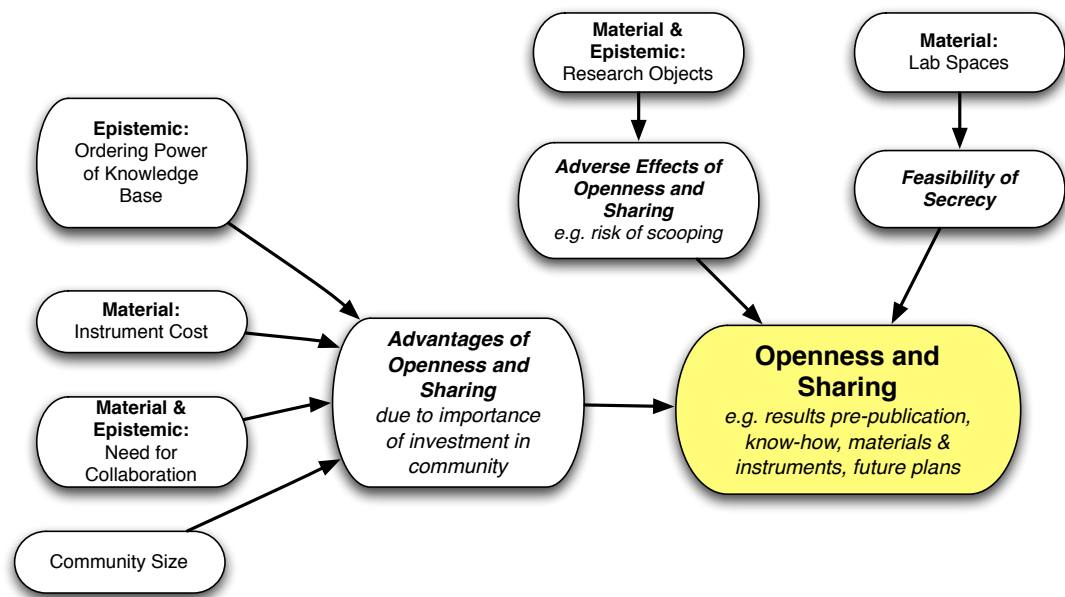 Material &
Epistemic:
Research Objects
Material:
Lab Spaces
Epistemic:
Ordering Power
of Knowledge
Base
Adverse Effects of
Openness and
Sharing
e.g. risk of scooping
Feasibility of
Secrecy
Material:
Instrument Cost
Advantages of
Openness and
Sharing
due to importance
of investment in
community
Openness and
Sharing
e.g. results pre-publication,
know-how, materials &
instruments, future plans
Material &
Epistemic:
Need for
Collaboration
Community Size